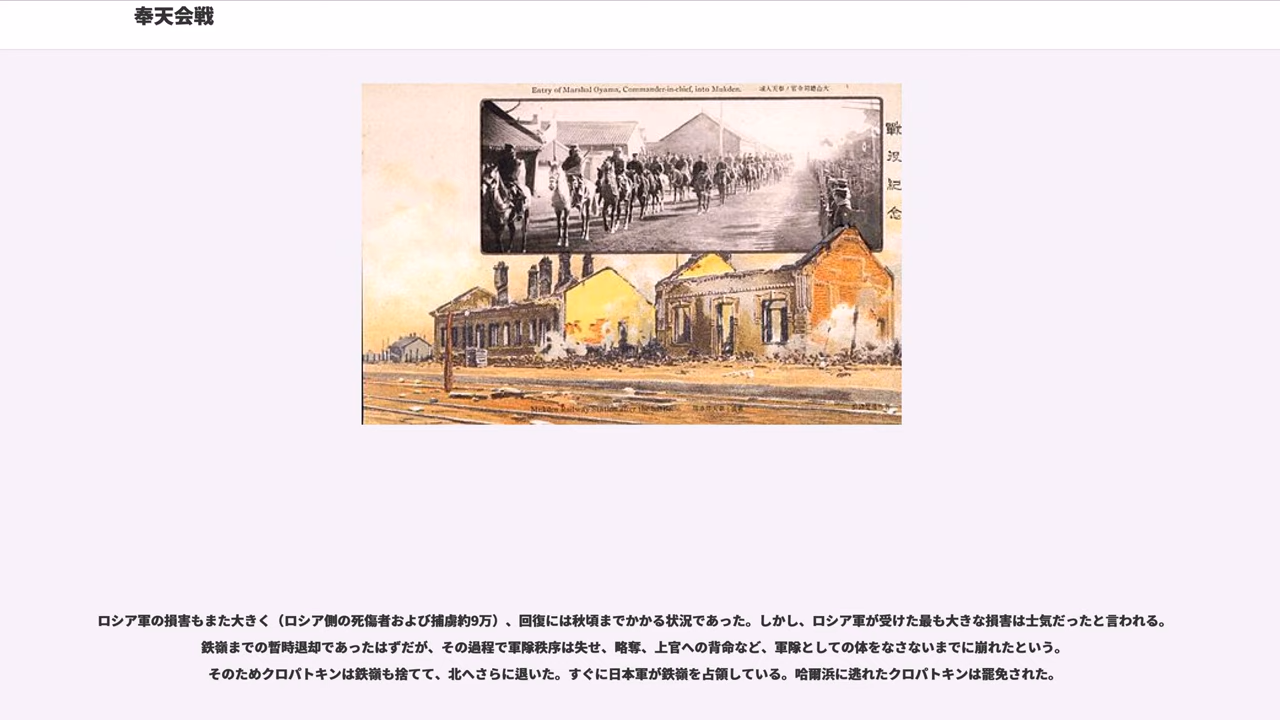 奉天会戦
Entry of Marshal Oyama, Commander-in-chief, into Mukden.
戰役紀念
Mukden Railway Station after the
ロシア軍の損害もまた大きく（ロシア側の死傷者および捕虜約9万）、回復には秋頃までかかる状況であった。しかし、ロシア軍が受けた最も大きな損害は士気だったと言われる。
鉄嶺までの暫時退却であったはずだが、その過程で軍隊秩序は失せ、略奪、上官への背命など、軍隊としての体をなさないまでに崩れたという。
そのためクロパトキンは鉄嶺も捨てて、北へさらに退いた。すぐに日本軍が鉄嶺を占領している。哈爾浜に逃れたクロパトキンは罷免された。